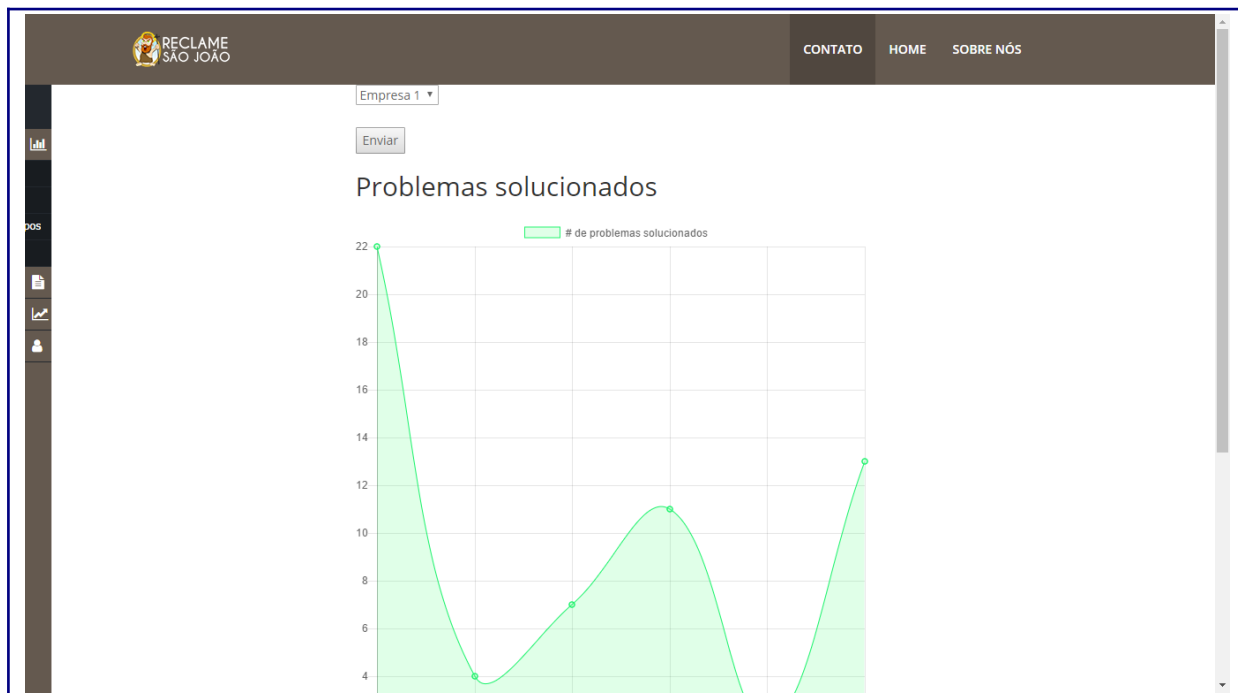 RECLAME
SÃO JOÃO
CONTATO HOME SOBRE NÓS
Empresa 1
Enviar
pos
Problemas solucionados
# de problemas solucionados
22
20
18
16
14
12
10
8
6
4